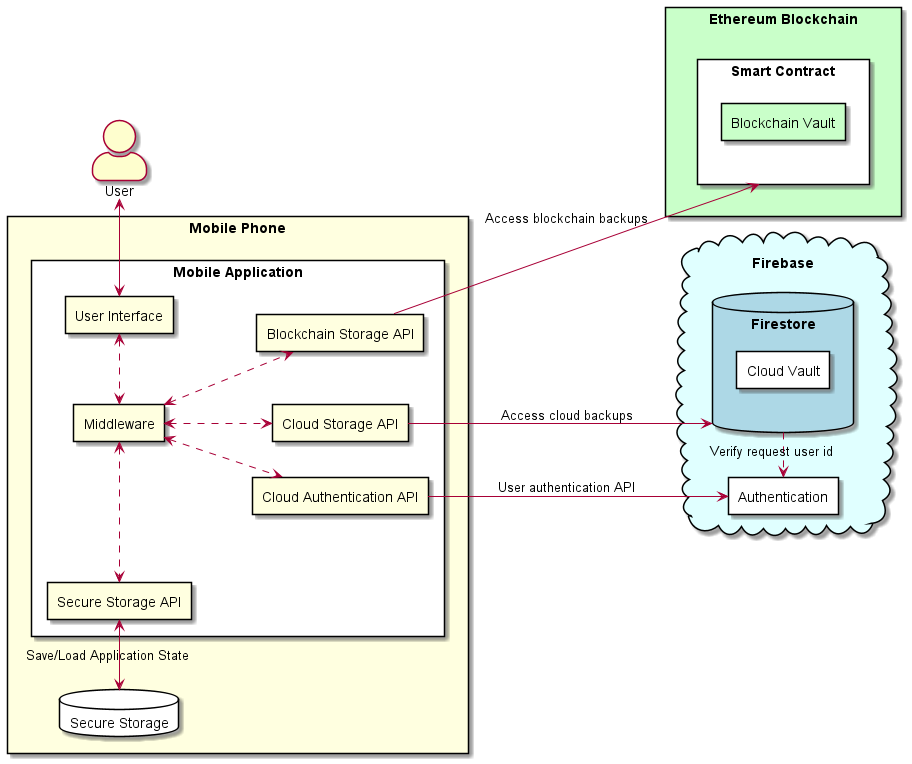 Ethereum Blockchain
Smart Contract
Blockchain Vault
User
Access blockchain backups
Mobile Phone
Mobile Application
User Interface
Blockchain Storage API
Middleware
Cloud Storage API
Cloud Authentication API
Access cloud backups
User authentication API
Firebase
Firestore
Cloud Vault
Verify request user id
Authentication
Secure Storage API
Save/Load Application State
Secure Storage